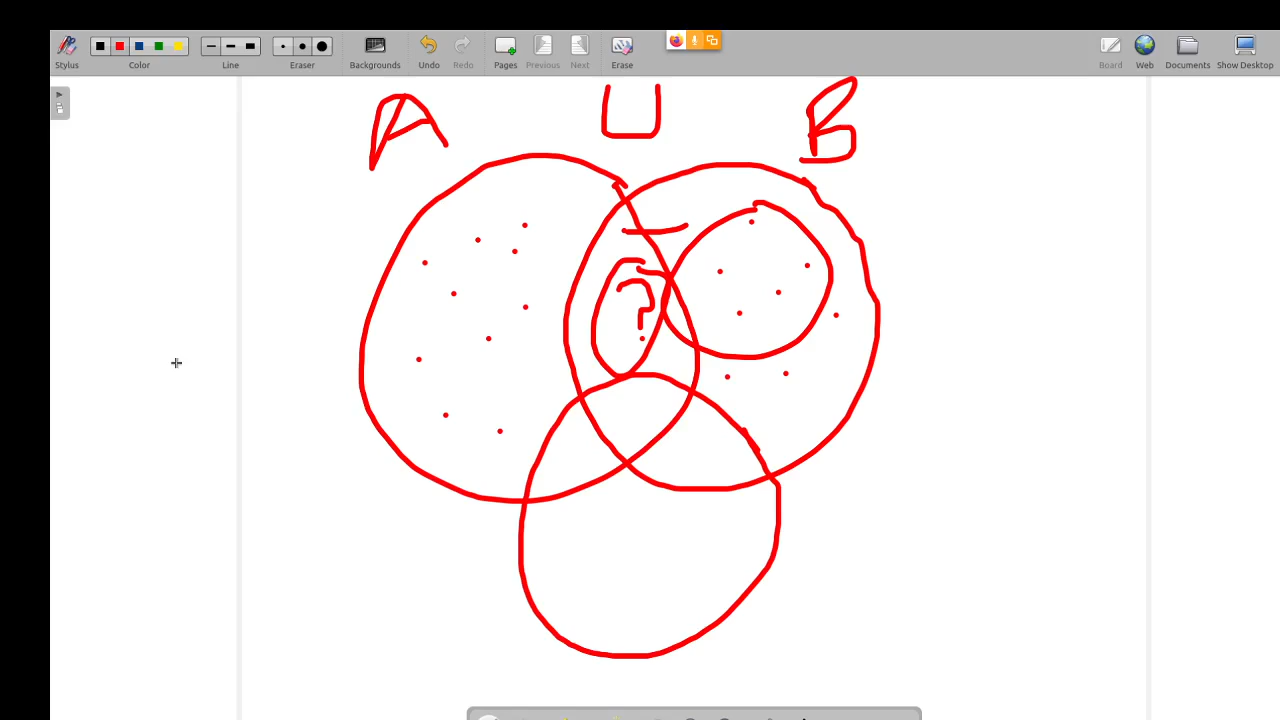 Stylus
Color
Line
Eraser
Backgrounds
Undo
Redo
Pages
Previous
Next
Erase
Board
Web
Documents
Show Desktop
A U B
?